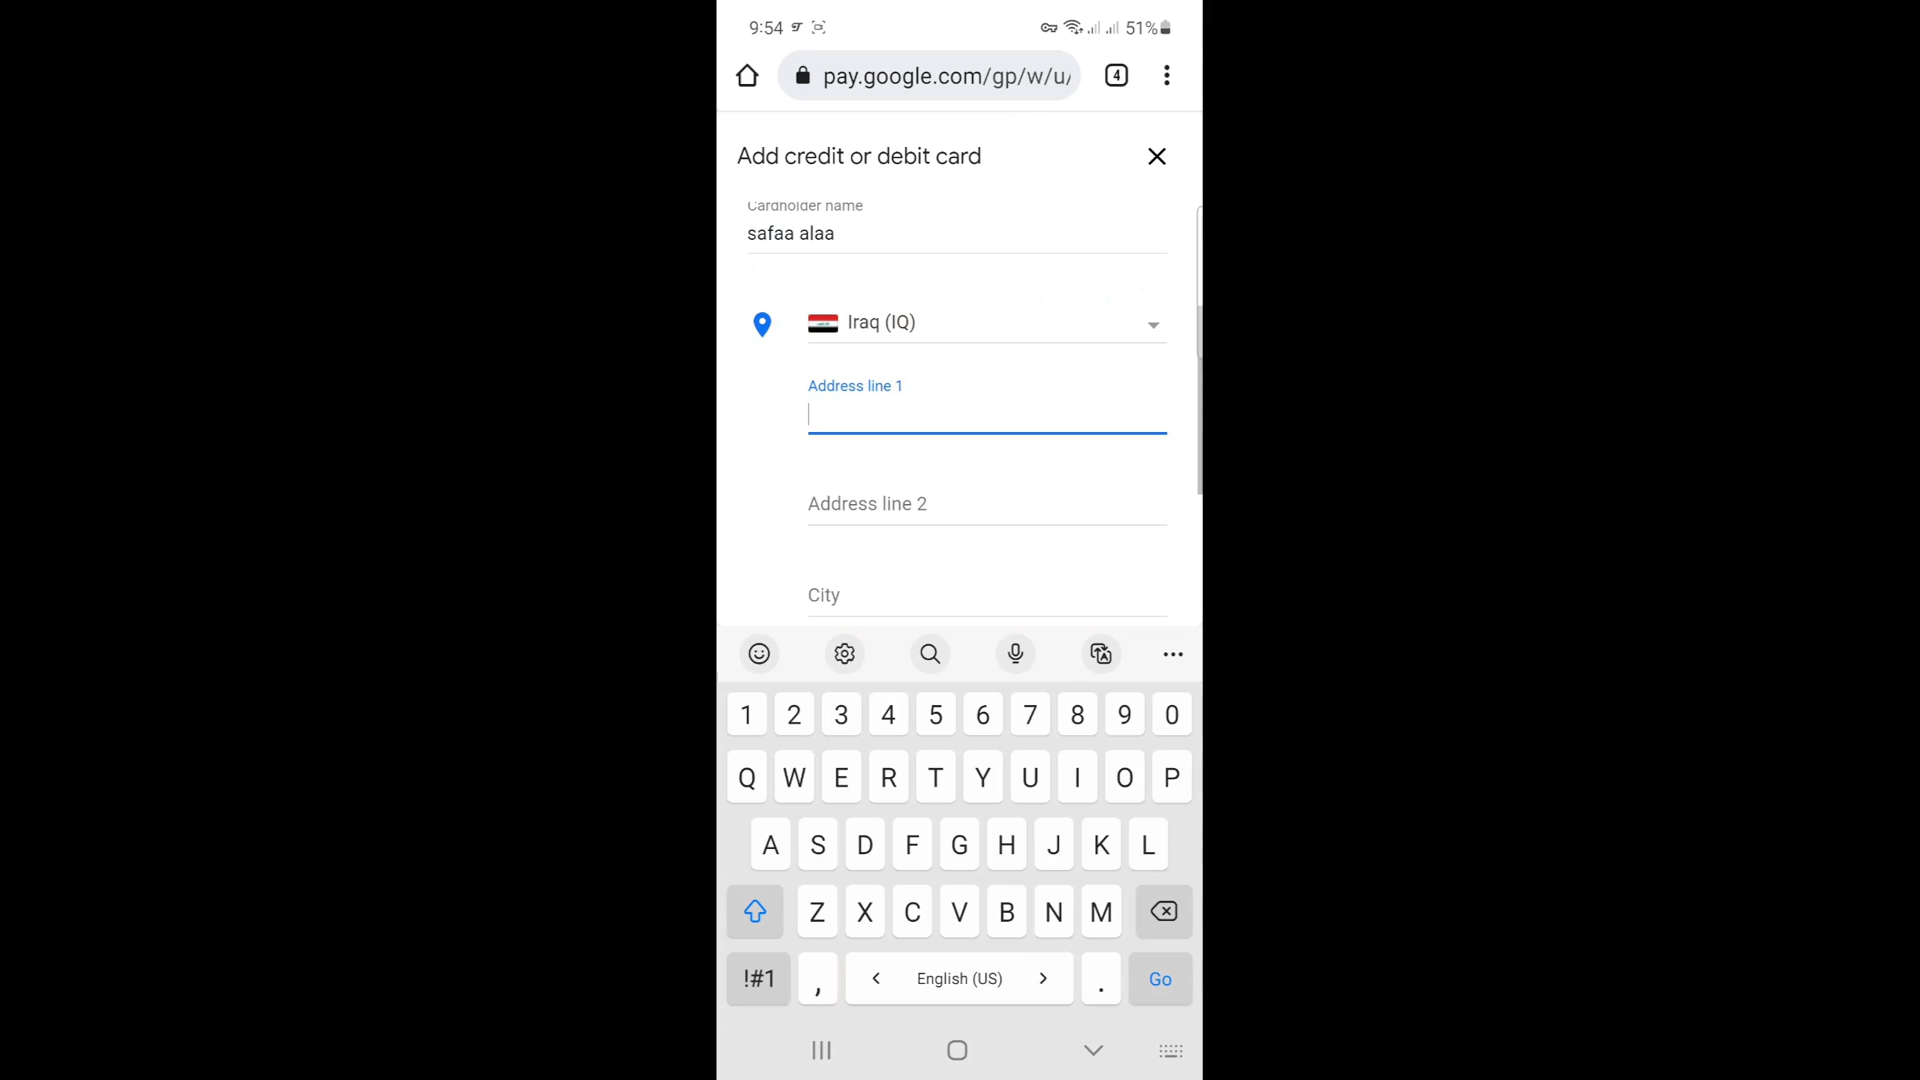 9:54
51%
pay.google.com/gp/w/u/
4
Add credit or debit card
Cardholder name
safaa alaa
Iraq (IQ)
Address line 1
Address line 2
City
1 2 3 4 5 6 7 8 9 0
Q W E R T Y U I O P
A S D F G H J K L
Z X C V B N M
!#1 , < English (US) > . Go